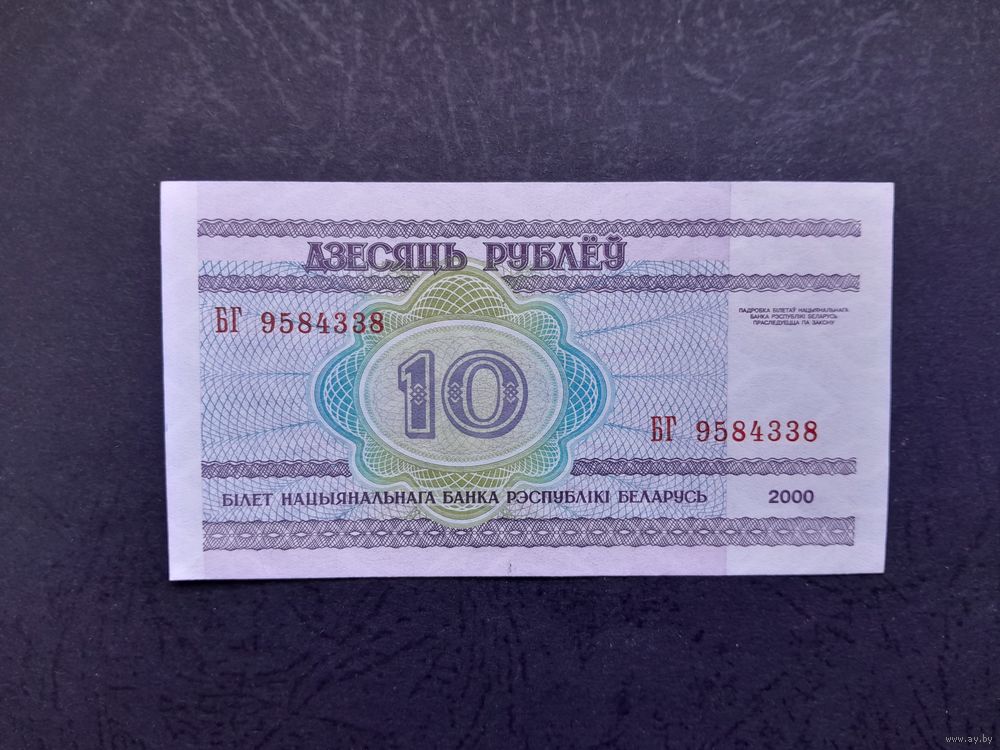 ДЗЕСЯЦЬ РУБЛЁЎ
БГ 9584338
ПАДРОБКА БІЛЕТАЎ НАЦЫЯНАЛЬНАГА
БАНКА РЭСПУБЛІКІ БЕЛАРУСЬ
ПРАСЛЕДУЕЦЦА ПА ЗАКОНУ
10
БГ 9584338
БІЛЕТ НАЦЫЯНАЛЬНАГА БАНКА РЭСПУБЛІКІ БЕЛАРУСЬ 2000
www.ay.by